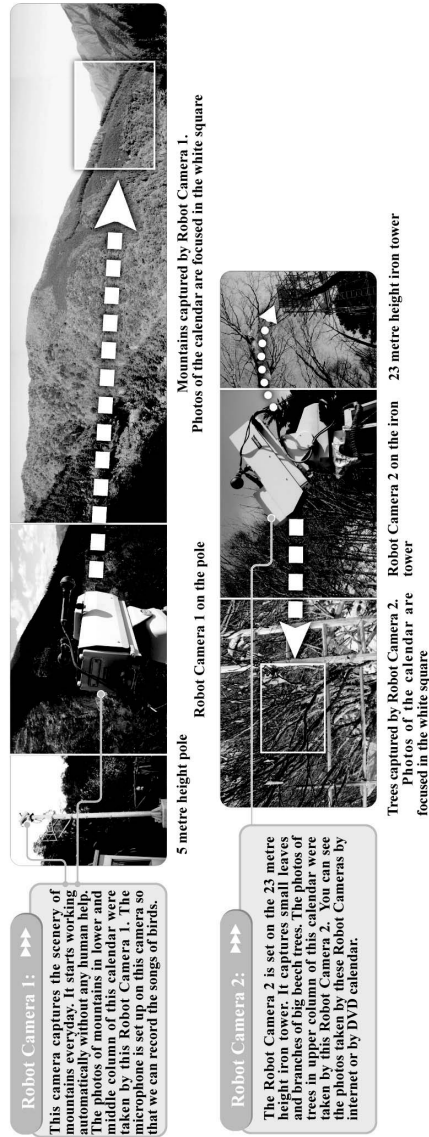 Robot Camera 1:
This camera captures the scenery of
mountains everyday. It starts working
automatically without any human help.
The photos of mountains in lower and
middle column of this calendar were
taken by this Robot Camera 1. The
microphone is set up on this camera so
that we can record the songs of birds.
5 metre height pole
Robot Camera 1 on the pole
Mountains captured by Robot Camera 1.
Photos of the calendar are focused in the white square
Robot Camera 2:
The Robot Camera 2 is set on the 23 metre
height iron tower. It captures small leaves
and branches of big beech trees. The photos of
trees in upper column of this calendar were
taken by this Robot Camera 2. You can see
the photos taken by these Robot Cameras by
internet or by DVD calendar.
Trees captured by Robot Camera 2.
Photos of the calendar are
focused in the white square
Robot Camera 2 on the iron
tower
23 metre height iron tower